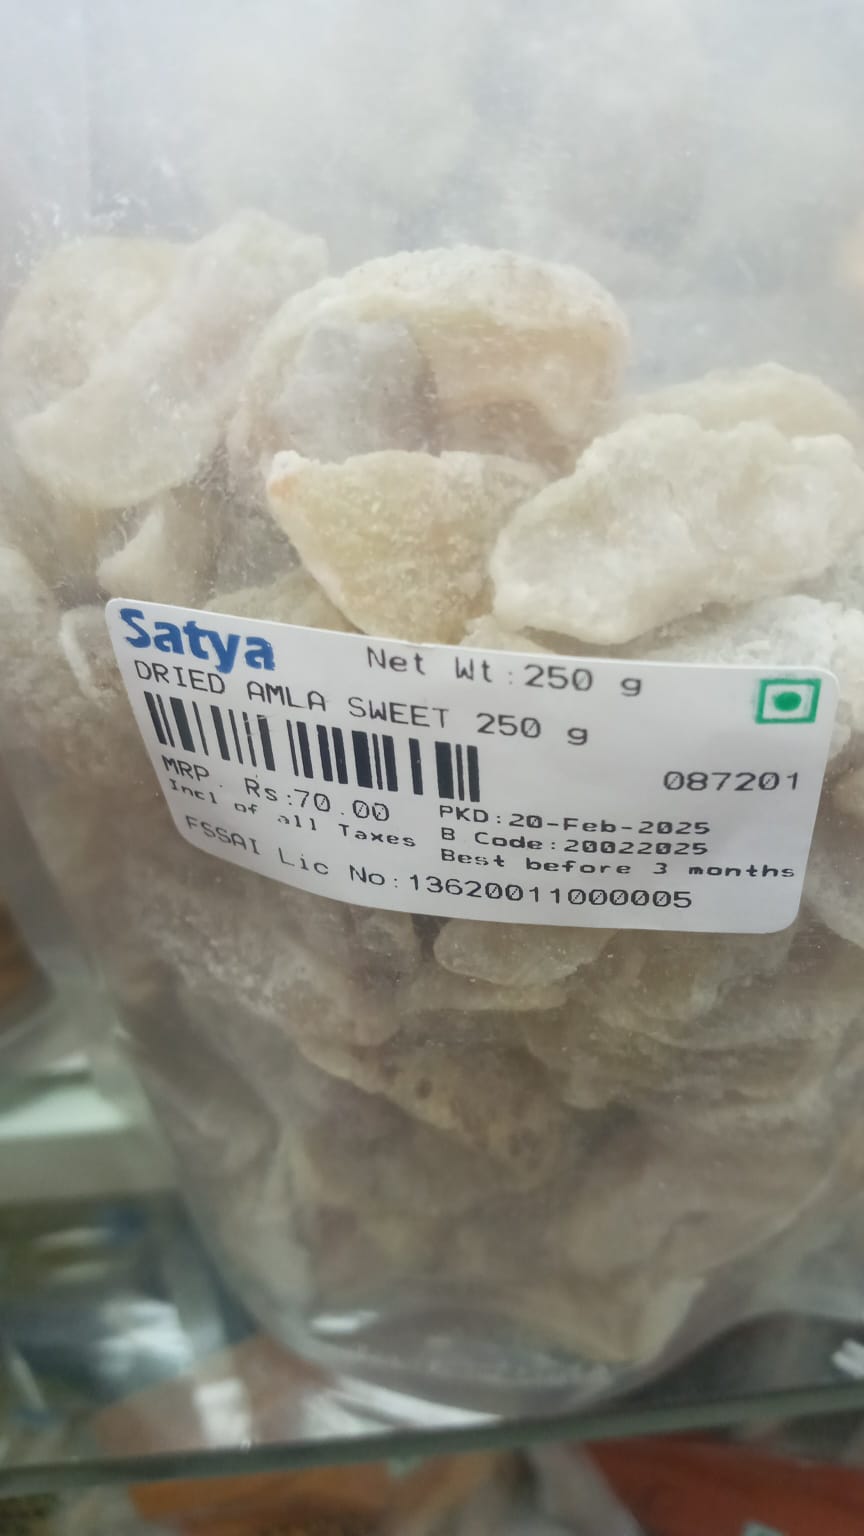 Satya
Net Wt:250 g
DRIED AMLA SWEET 250 g
087201
MRP Rs:70.00
Incl of all Taxes
PKD:20-Feb-2025
B Code:20022025
Best before 3 months
FSSAI Lic No:13620011000005